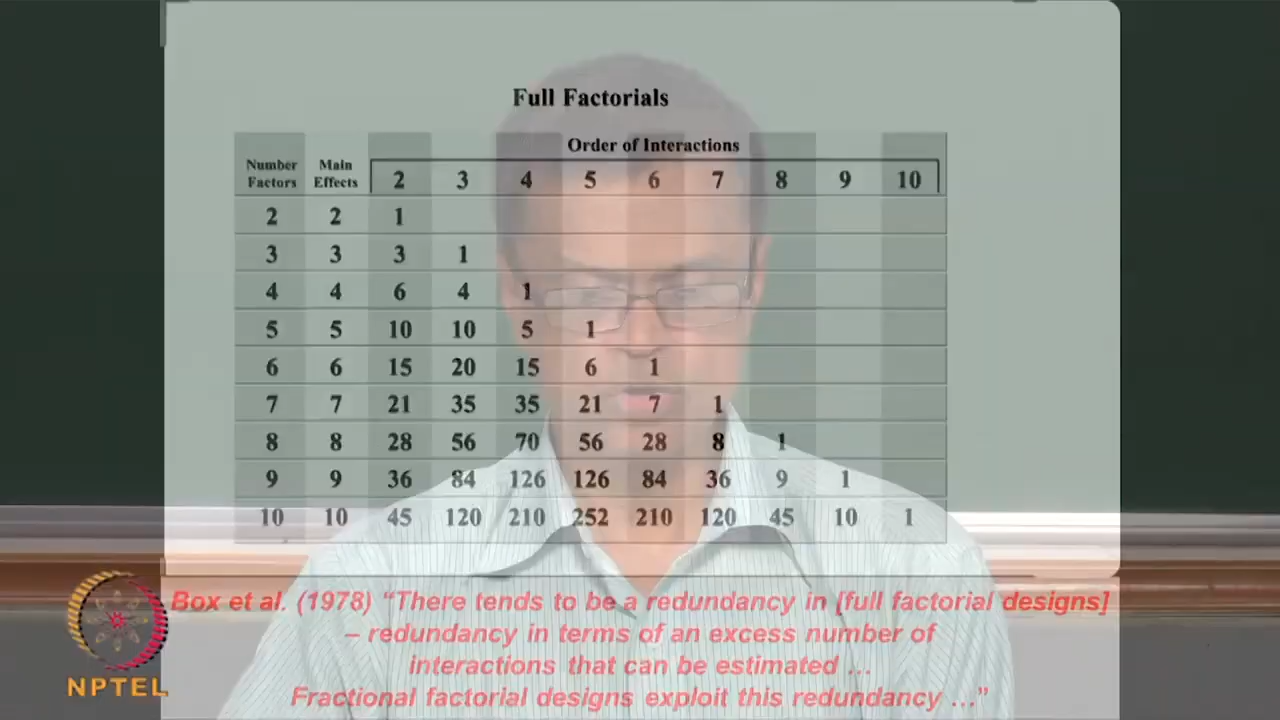 Full Factorials
Order of Interactions
Number Factors Main Effects 2 3 4 5 6 7 8 9 10
2 2 1
3 3 3 1
4 4 6 4 1
5 5 10 10 5 1
6 6 15 20 15 6 1
7 7 21 35 35 21 7 1
8 8 28 56 70 56 28 8 1
9 9 36 84 126 126 84 36 9 1
10 10 45 120 210 252 210 120 45 10 1
Box et al. (1978) “There tends to be a redundancy in [full factorial designs]
– redundancy in terms of an excess number of
interactions that can be estimated …
Fractional factorial designs exploit this redundancy …”
NPTEL